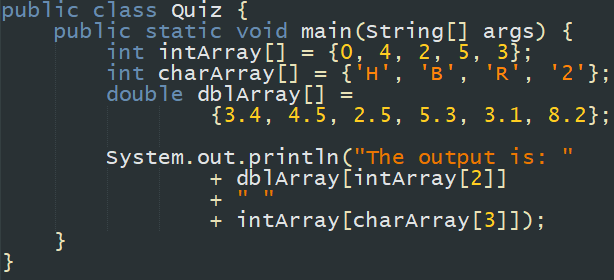 public class Quiz {
    public static void main(String[] args) {
        int intArray[] = {0, 4, 2, 5, 3};
        int charArray[] = {'H', 'B', 'R', '2'};
        double dblArray[] =
                {3.4, 4.5, 2.5, 5.3, 3.1, 8.2};
        System.out.println("The output is: "
                + dblArray[intArray[2]]
                + " "
                + intArray[charArray[3]]);
    }
}